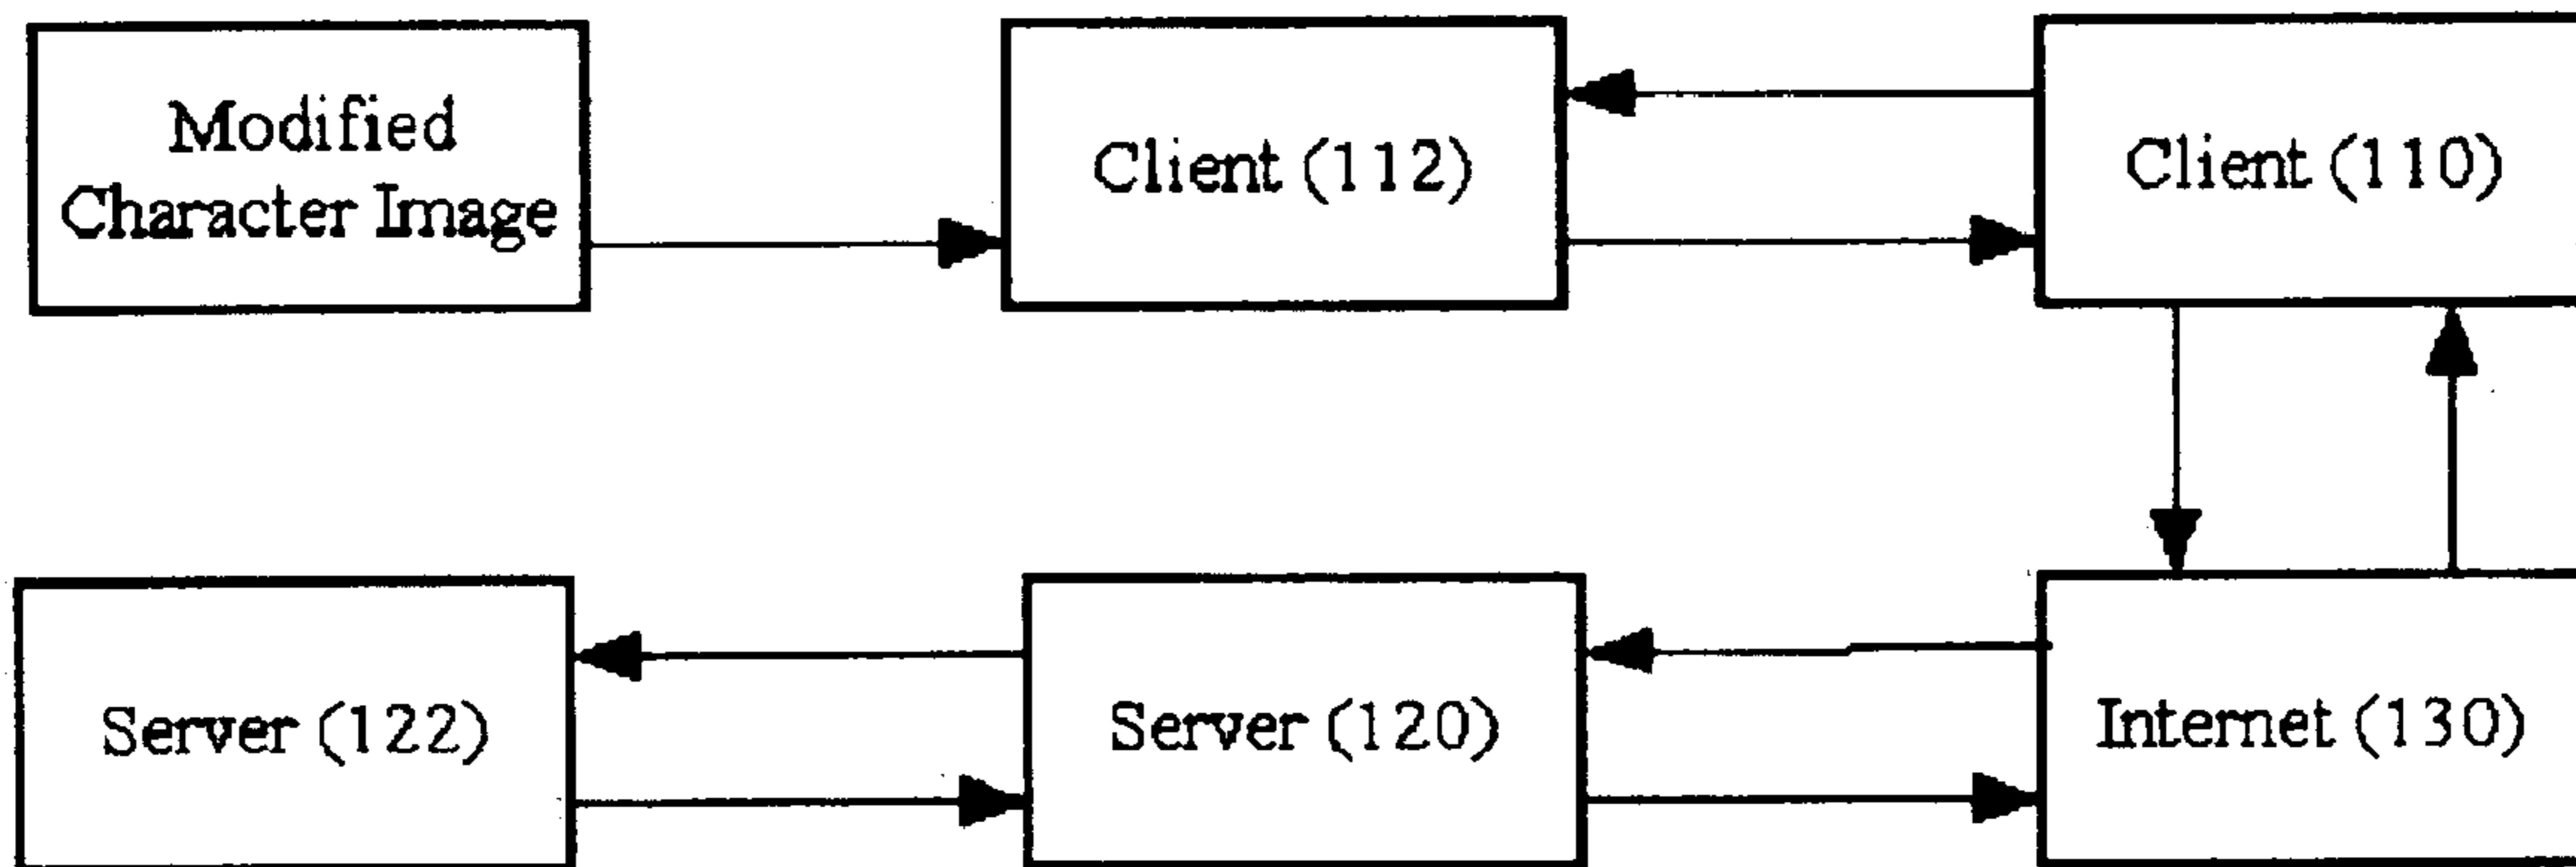 Modified
Character Image
Client (112)
Client (110)
Server (122)
Server (120)
Internet (130)